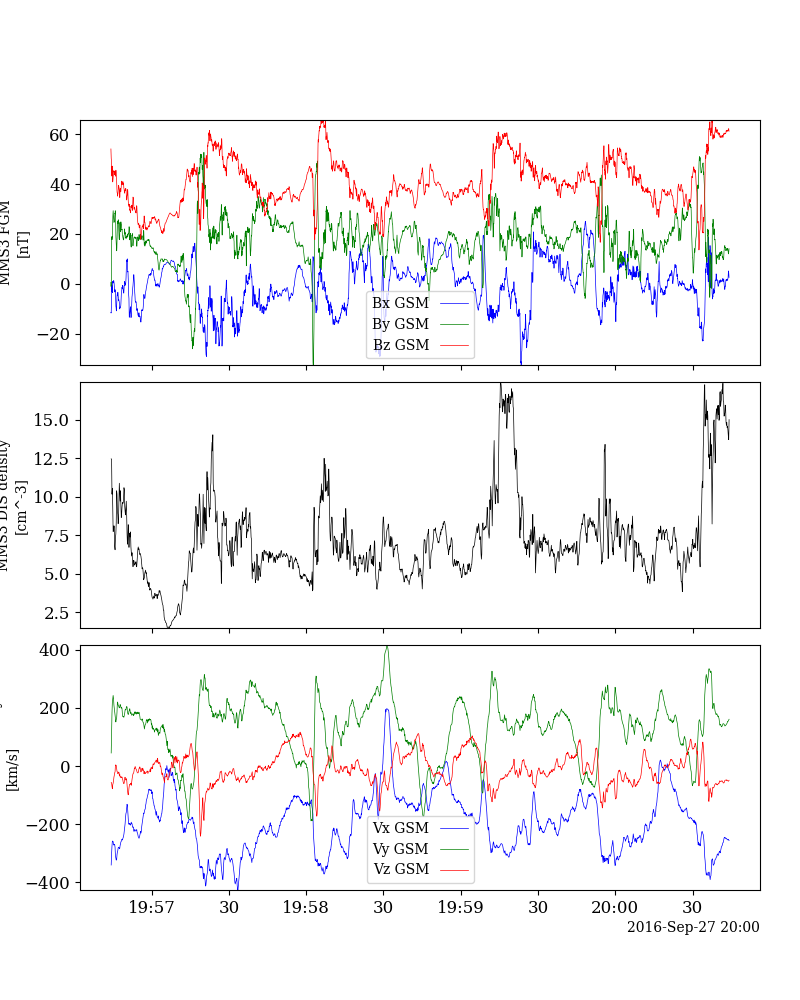 60
40
20
0
−20
MMS3 FGM
[nT]
Bx GSM
By GSM
Bz GSM
15.0
12.5
10.0
7.5
5.0
2.5
MMS3 DIS density
[cm^-3]
400
200
0
−200
−400
[km/s]
Vx GSM
Vy GSM
Vz GSM
19:57
30
19:58
30
19:59
30
20:00
30
2016-Sep-27 20:00